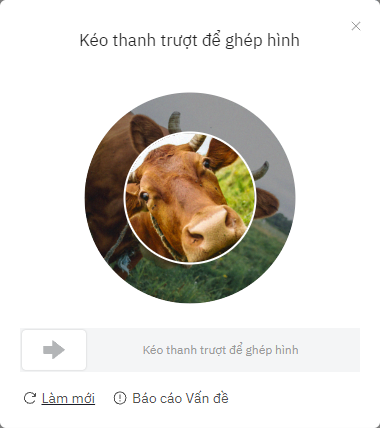 Kéo thanh trượt để ghép hình
Kéo thanh trượt để ghép hình
Làm mới
Báo cáo Vấn đề